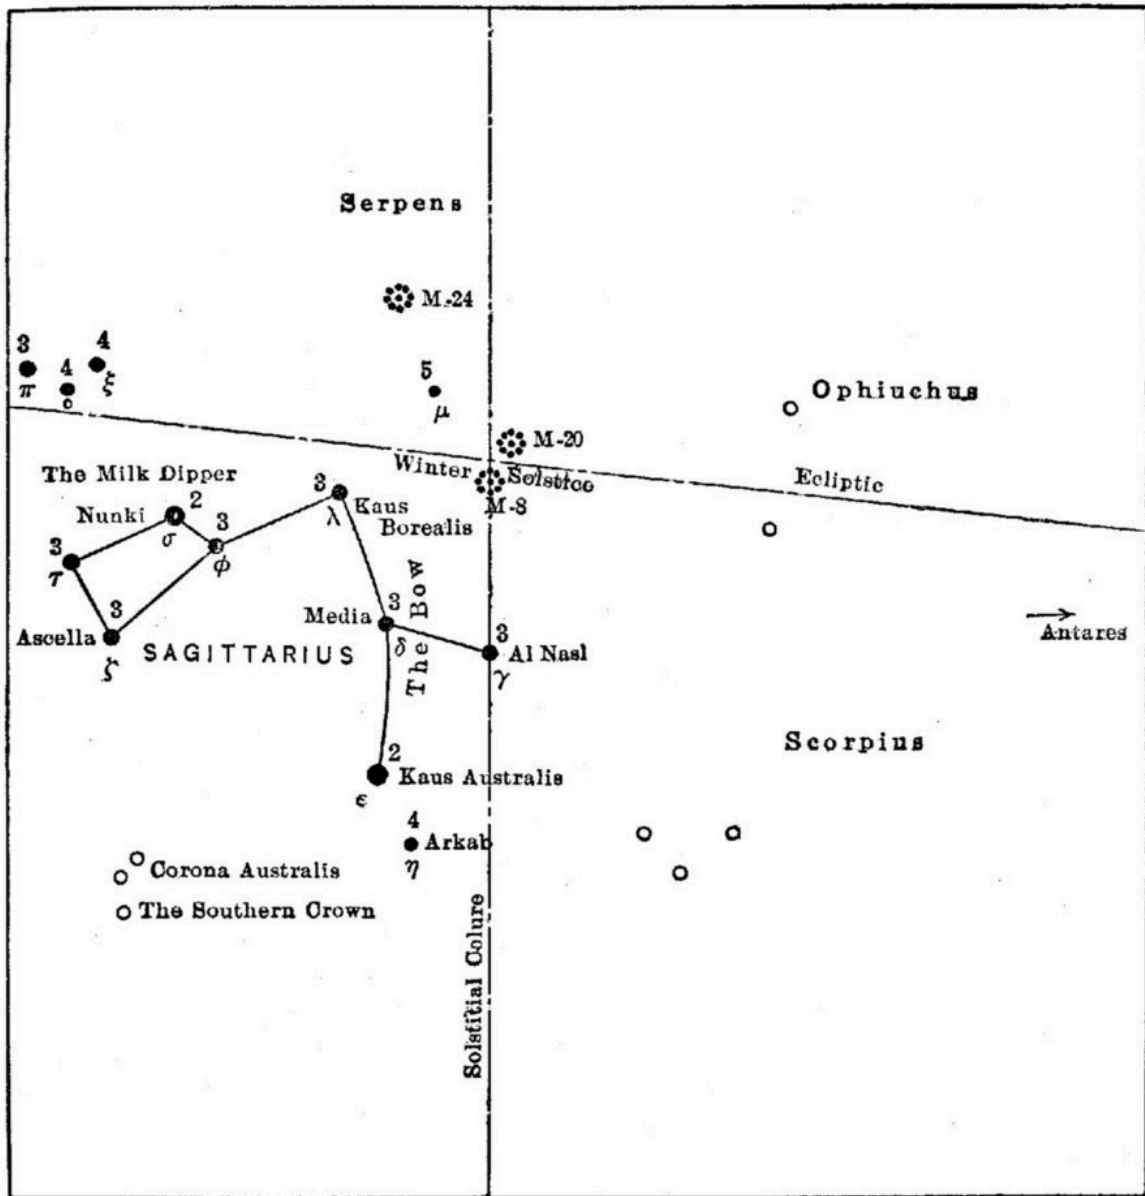 Serpens
M-24
3
4
4
π
ξ
ο
5
μ
Ophiuchus
M-20
Winter Solstice
Ecliptic
The Milk Dipper
M-8
Nunki
2
σ
3
φ
3
λ
Kaus
Borealis
3
τ
3
Ascella
ζ
SAGITTARIUS
Media
3
δ
The Bow
3
Al Nasl
γ
Antares
Scorpius
2
Kaus Australis
ϵ
4
Arkab
η
Corona Australis
The Southern Crown
Solstitial Colure